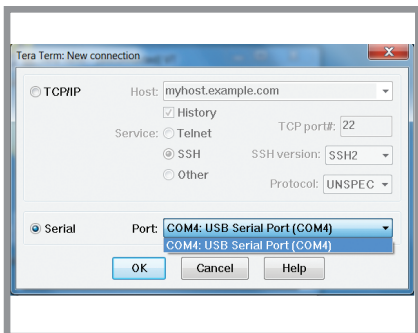 Tera Term: New connection
TCP/IP
Host: myhost.example.com
History
Service: Telnet
TCP port#: 22
SSH
SSH version: SSH2
Other
Protocol: UNSPEC
Serial
Port: COM4: USB Serial Port (COM4)
COM4: USB Serial Port (COM4)
OK Cancel Help